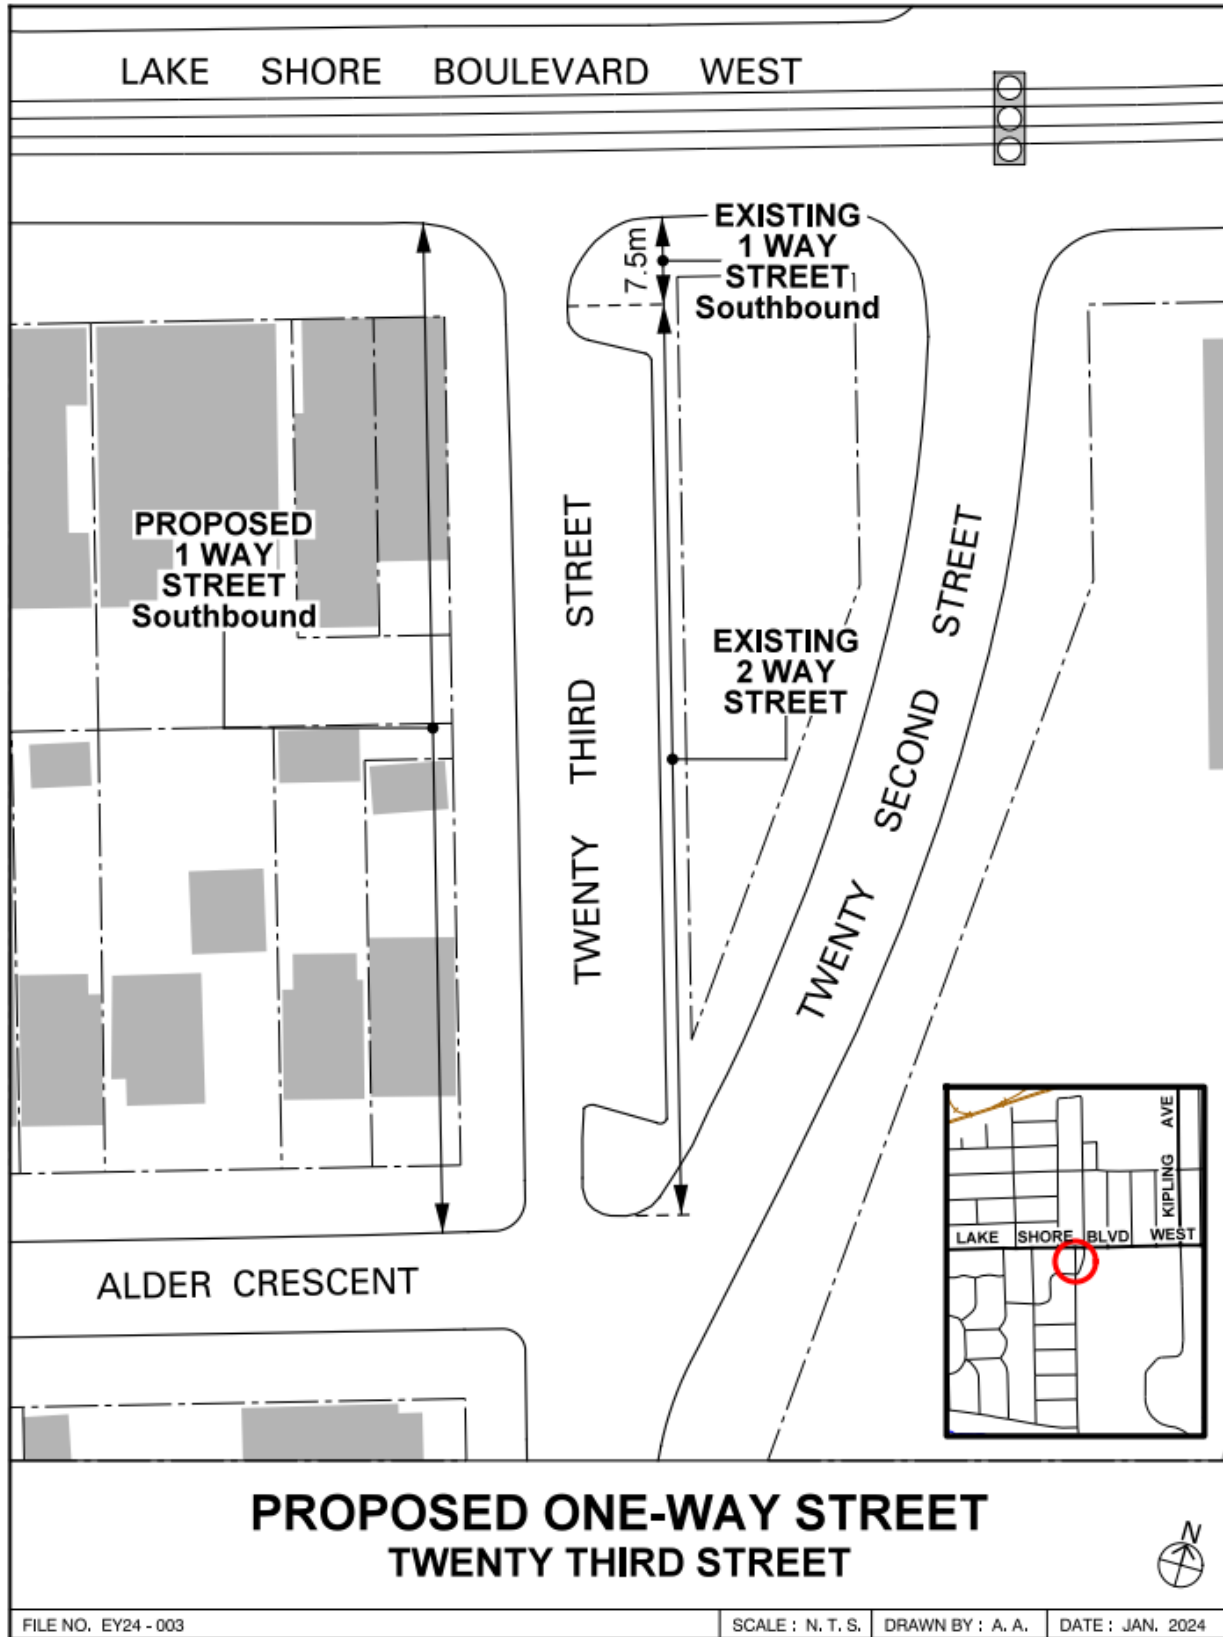 LAKE SHORE BOULEVARD WEST
EXISTING
1 WAY
STREET
Southbound
7.5m
PROPOSED
1 WAY
STREET
Southbound
TWENTY THIRD STREET
EXISTING
2 WAY
STREET
TWENTY SECOND STREET
ALDER CRESCENT
KIPLING AVE
LAKE SHORE BLVD WEST
PROPOSED ONE-WAY STREET
TWENTY THIRD STREET
N
FILE NO. EY24 - 003
SCALE : N. T. S.
DRAWN BY : A. A.
DATE : JAN. 2024